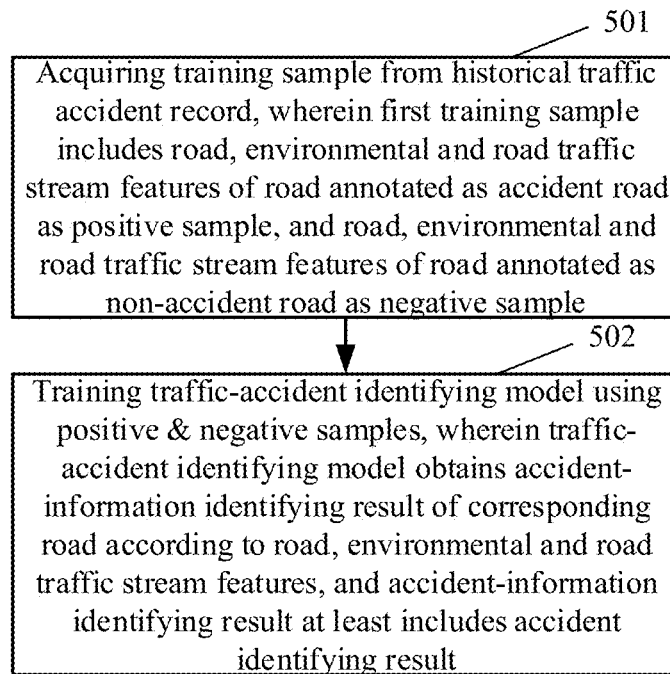 501
Acquiring training sample from historical traffic
accident record, wherein first training sample
includes road, environmental and road traffic
stream features of road annotated as accident road
as positive sample, and road, environmental and
road traffic stream features of road annotated as
non-accident road as negative sample
502
Training traffic-accident identifying model using
positive & negative samples, wherein traffic-
accident identifying model obtains accident-
information identifying result of corresponding
road according to road, environmental and road
traffic stream features, and accident-information
identifying result at least includes accident
identifying result